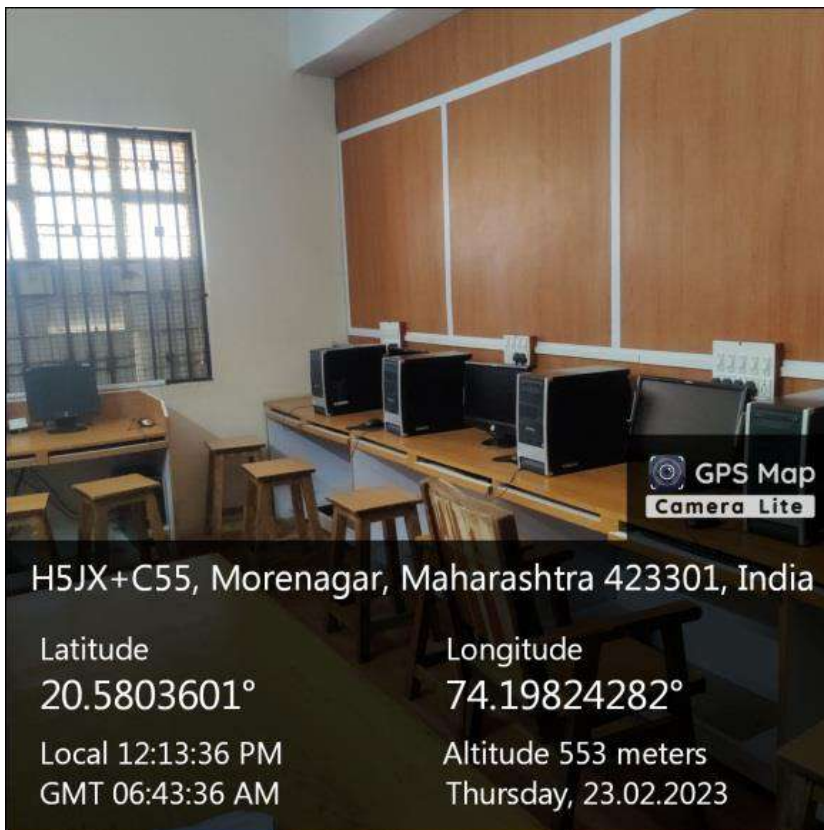 GPS Map
Camera Lite
H5JX+C55, Morenagar, Maharashtra 423301, India
Latitude
20.5803601°
Longitude
74.19824282°
Local 12:13:36 PM
GMT 06:43:36 AM
Altitude 553 meters
Thursday, 23.02.2023